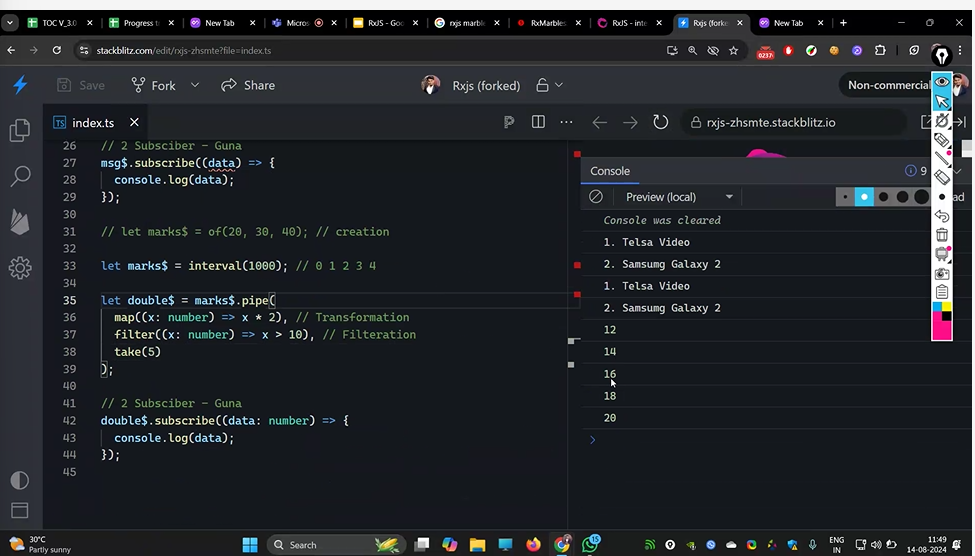 TOC V_3.0
Progress t
New Tab
Micros
RxJS - Goo
rxjs marble
RxMarbles
RxJS - inte
Rxjs (forke
New Tab
stackblitz.com/edit/rxjs-zhsmte?file=index.ts
0237
Save
Fork
Share
Rxjs (forked)
Non-commercial
TS index.ts
rxjs-zhsmte.stackblitz.io
26 // 2 Subsciber - Guna
27 msg$.subscribe((data) => {
28 console.log(data);
29 });
30
31 // let marks$ = of(20, 30, 40); // creation
32
33 let marks$ = interval(1000); // 0 1 2 3 4
34
35 let double$ = marks$.pipe(
36 map((x: number) => x * 2), // Transformation
37 filter((x: number) => x > 10), // Filteration
38 take(5)
39 );
40
41 // 2 Subsciber - Guna
42 double$.subscribe((data: number) => {
43 console.log(data);
44 });
45
Console
9
Preview (local)
ad
Console was cleared
1. Telsa Video
2. Samsumg Galaxy 2
1. Telsa Video
2. Samsumg Galaxy 2
12
14
16
18
20
30°C
Partly sunny
Search
15
ENG
IN
11:49
14-08-2024